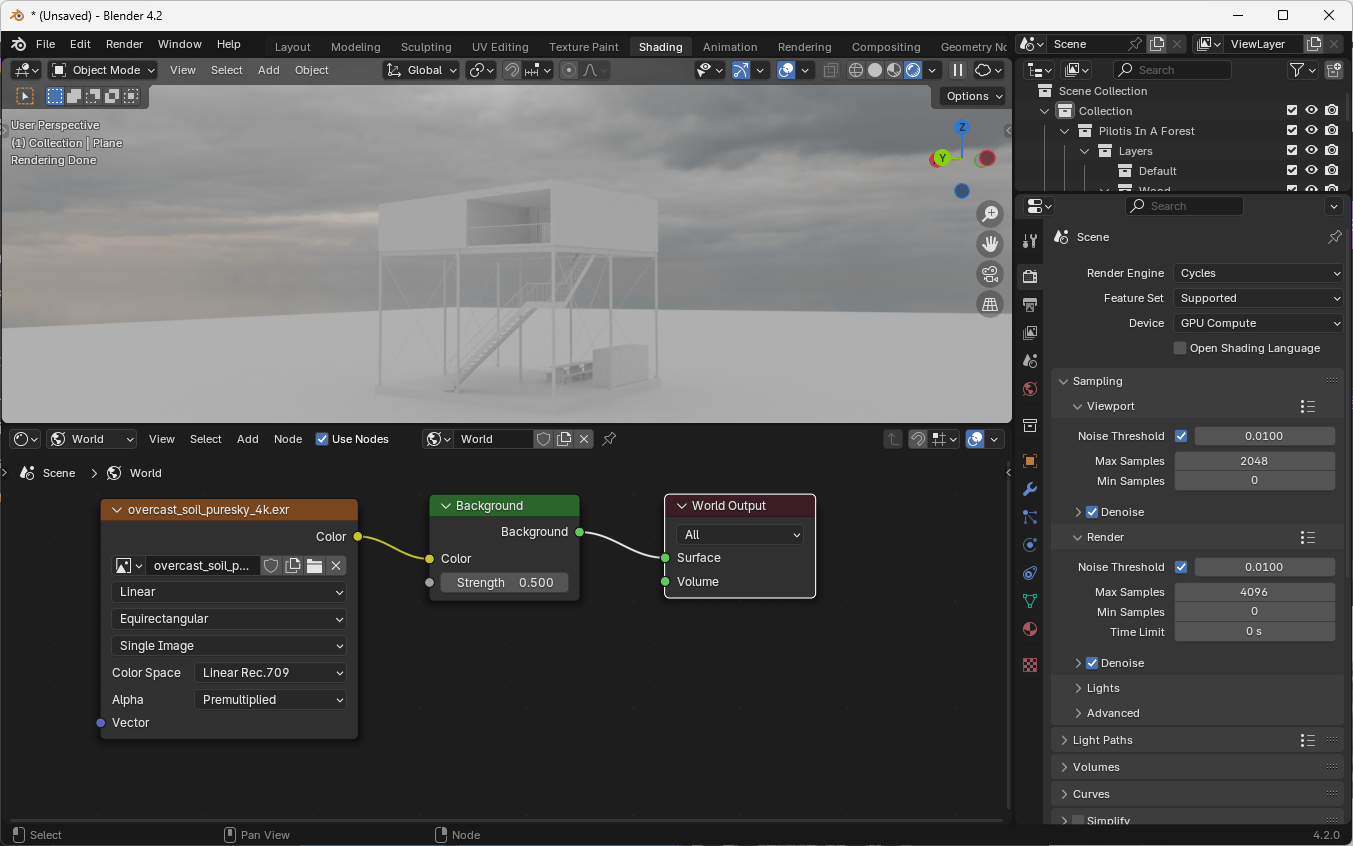 * (Unsaved) - Blender 4.2
File Edit Render Window Help
Layout Modeling Sculpting UV Editing Texture Paint Shading Animation Rendering Compositing Geometry No
Scene
ViewLayer
Object Mode View Select Add Object
Global
Options
User Perspective
(1) Collection | Plane
Rendering Done
Z
Y
Search
Scene Collection
Collection
Pilotis In A Forest
Layers
Default
Wood
Search
Scene
Render Engine Cycles
Feature Set Supported
Device GPU Compute
Open Shading Language
Sampling
Viewport
Noise Threshold 0.0100
Max Samples 2048
Min Samples 0
Denoise
Render
Noise Threshold 0.0100
Max Samples 4096
Min Samples 0
Time Limit 0 s
Denoise
Lights
Advanced
Light Paths
Volumes
Curves
Simplify
World View Select Add Node Use Nodes World
Scene World
overcast_soil_puresky_4k.exr
Color
overcast_soil_p...
Linear
Equirectangular
Single Image
Color Space Linear Rec.709
Alpha Premultiplied
Vector
Background
Background
Color
Strength 0.500
World Output
All
Surface
Volume
Select Pan View Node 4.2.0